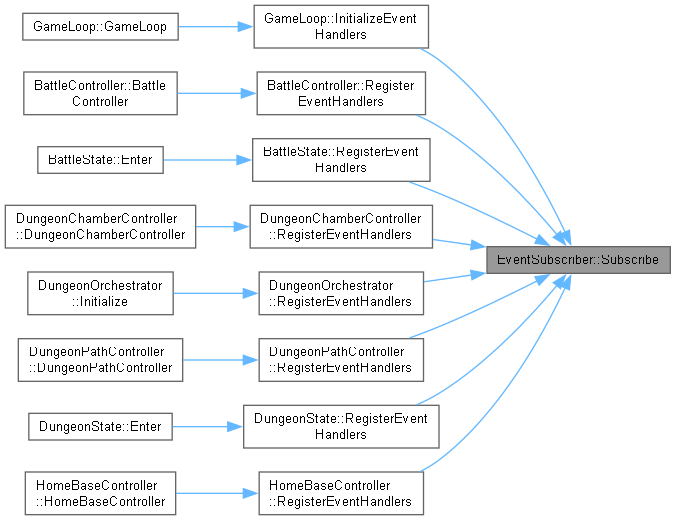 GameLoop::GameLoop
GameLoop::InitializeEvent
Handlers
BattleController::Battle
Controller
BattleController::Register
EventHandlers
BattleState::Enter
BattleState::RegisterEvent
Handlers
DungeonChamberController
::DungeonChamberController
DungeonChamberController
::RegisterEventHandlers
EventSubscriber::Subscribe
DungeonOrchestrator
::Initialize
DungeonOrchestrator
::RegisterEventHandlers
DungeonPathController
::DungeonPathController
DungeonPathController
::RegisterEventHandlers
DungeonState::Enter
DungeonState::RegisterEvent
Handlers
HomeBaseController
::HomeBaseController
HomeBaseController
::RegisterEventHandlers